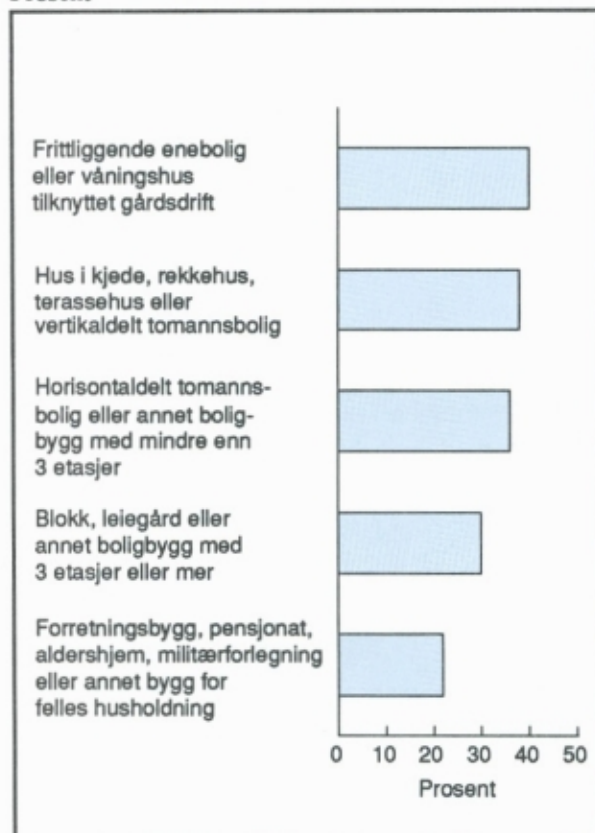 Frittliggende enebolig
eller våningshus
tilknyttet gårdsdrift
Hus i kjede, rekkehus,
terassehus eller
vertikaldelt tomannsbolig
Horisontaldelt tomanns-
bolig eller annet bolig-
bygg med mindre enn
3 etasjer
Blokk, leiegård eller
annet boligbygg med
3 etasjer eller mer
Forretningsbygg, pensjonat,
aldershjem, militærforlegning
eller annet bygg for
felles husholdning
0 10 20 30 40 50
Prosent